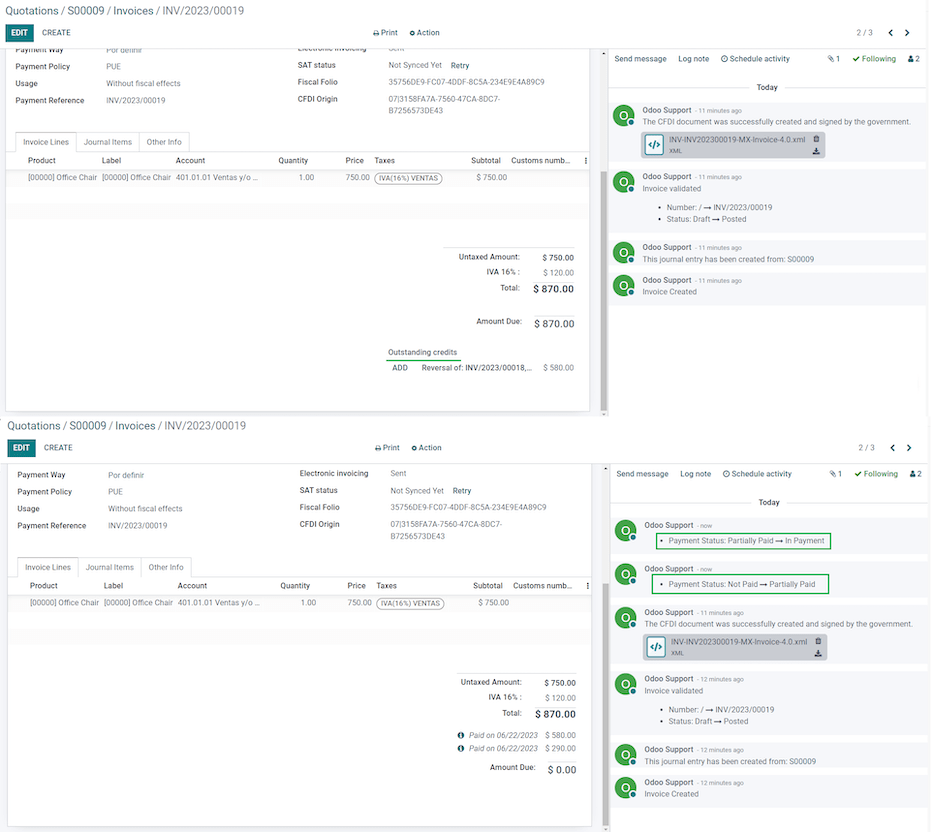 Quotations / S00009 / Invoices / INV/2023/00019
EDIT CREATE Print Action 2 / 3
Payment Way Por definir Electronic invoicing Sent
Payment Policy PUE SAT status Not Synced Yet Retry
Usage Without fiscal effects Fiscal Folio 35756DE9-FC07-4DDF-8C5A-234E9E4A89C9
Payment Reference INV/2023/00019 CFDI Origin 07|3158FA7A-7560-47CA-8DC7-
B7256573DE43
Invoice Lines Journal Items Other Info
Product Label Account Quantity Price Taxes Subtotal Customs numb...
[00000] Office Chair [00000] Office Chair 401.01.01 Ventas y/o ... 1.00 750.00 IVA(16%) VENTAS $ 750.00
Untaxed Amount: $ 750.00
IVA 16% : $ 120.00
Total: $ 870.00
Amount Due: $ 870.00
Outstanding credits
ADD Reversal of: INV/2023/00018,... $ 580.00
Send message Log note Schedule activity 1 Following 2
Today
Odoo Support - 11 minutes ago
The CFDI document was successfully created and signed by the government.
INV-INV202300019-MX-Invoice-4.0.xml
XML
Odoo Support - 11 minutes ago
Invoice validated
• Number: / → INV/2023/00019
• Status: Draft → Posted
Odoo Support - 11 minutes ago
This journal entry has been created from: S00009
Odoo Support - 11 minutes ago
Invoice Created
Quotations / S00009 / Invoices / INV/2023/00019
EDIT CREATE Print Action 2 / 3
Payment Way Por definir Electronic invoicing Sent
Payment Policy PUE SAT status Not Synced Yet Retry
Usage Without fiscal effects Fiscal Folio 35756DE9-FC07-4DDF-8C5A-234E9E4A89C9
Payment Reference INV/2023/00019 CFDI Origin 07|3158FA7A-7560-47CA-8DC7-
B7256573DE43
Invoice Lines Journal Items Other Info
Product Label Account Quantity Price Taxes Subtotal Customs numb...
[00000] Office Chair [00000] Office Chair 401.01.01 Ventas y/o ... 1.00 750.00 IVA(16%) VENTAS $ 750.00
Untaxed Amount: $ 750.00
IVA 16% : $ 120.00
Total: $ 870.00
Paid on 06/22/2023 $ 580.00
Paid on 06/22/2023 $ 290.00
Amount Due: $ 0.00
Send message Log note Schedule activity 1 Following 2
Today
Odoo Support - now
• Payment Status: Partially Paid → In Payment
Odoo Support - now
• Payment Status: Not Paid → Partially Paid
Odoo Support - 11 minutes ago
The CFDI document was successfully created and signed by the government.
INV-INV202300019-MX-Invoice-4.0.xml
XML
Odoo Support - 12 minutes ago
Invoice validated
• Number: / → INV/2023/00019
• Status: Draft → Posted
Odoo Support - 12 minutes ago
This journal entry has been created from: S00009
Odoo Support - 12 minutes ago
Invoice Created